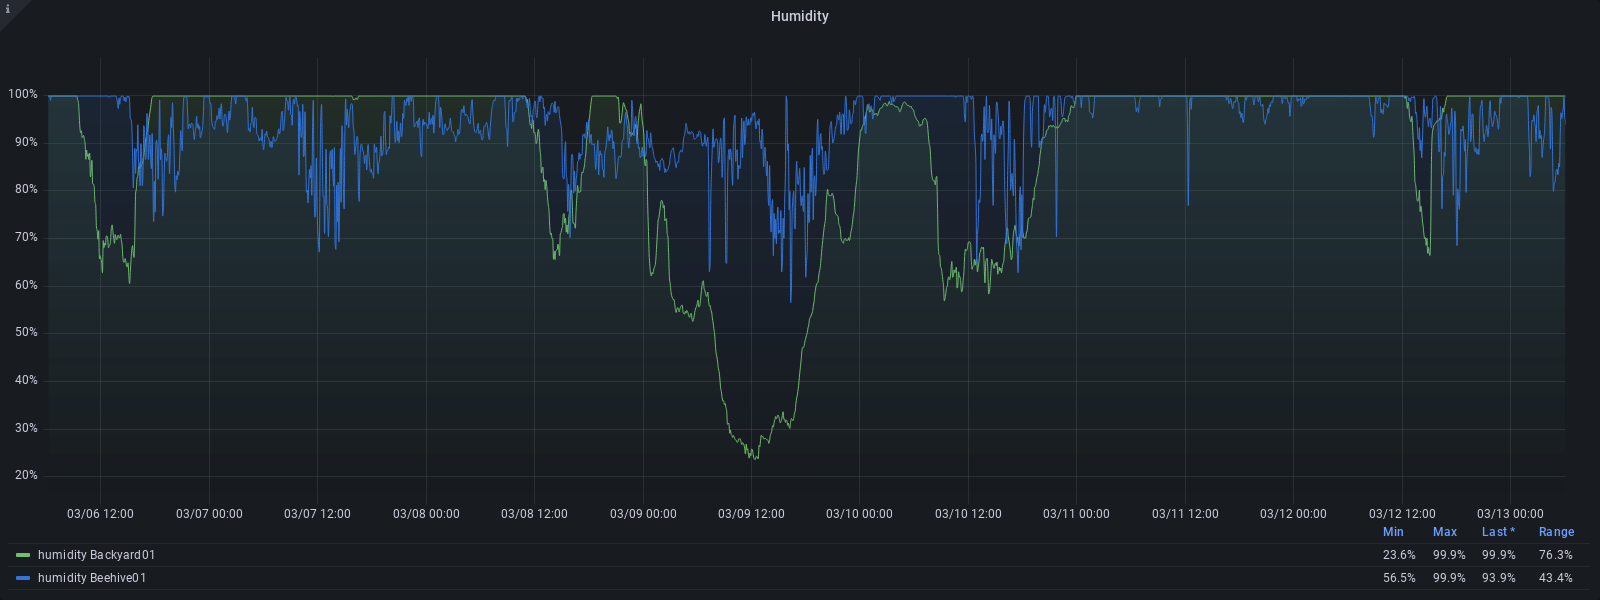 i
Humidity
100%
90%
80%
70%
60%
50%
40%
30%
20%
03/06 12:00 03/07 00:00 03/07 12:00 03/08 00:00 03/08 12:00 03/09 00:00 03/09 12:00 03/10 00:00 03/10 12:00 03/11 00:00 03/11 12:00 03/12 00:00 03/12 12:00 03/13 00:00
Min Max Last * Range
humidity Backyard01 23.6% 99.9% 99.9% 76.3%
humidity Beehive01 56.5% 99.9% 93.9% 43.4%